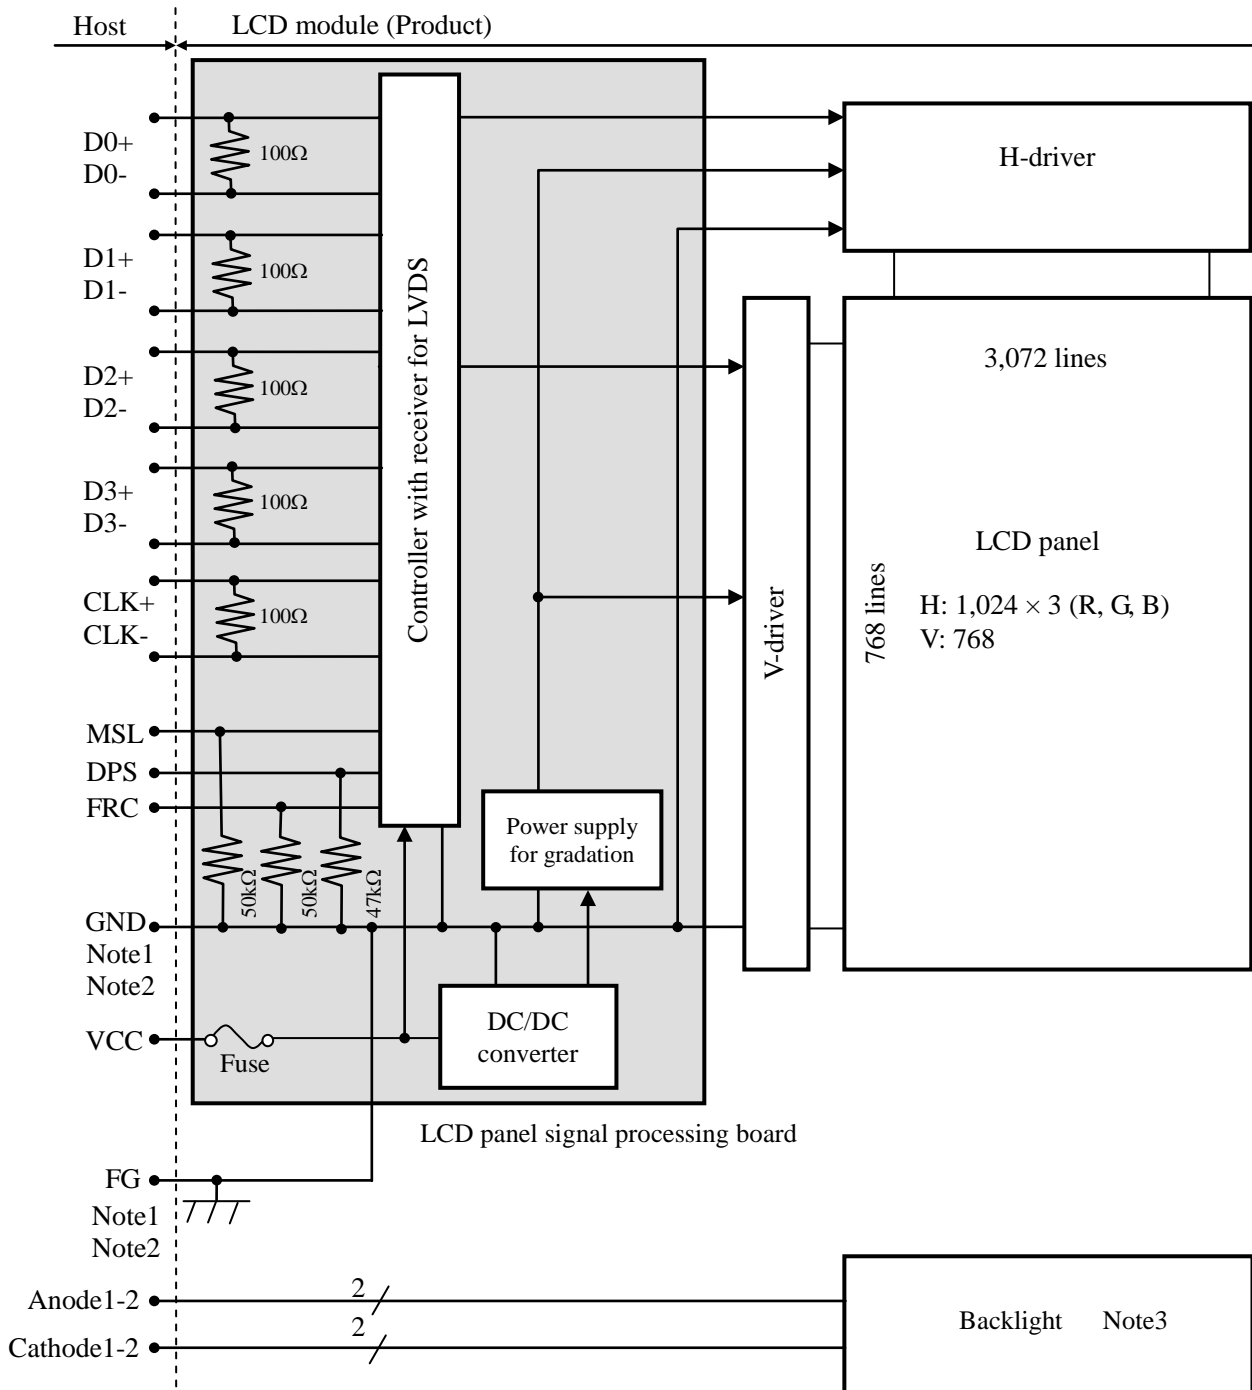 Host
LCD module (Product)
D0+
D0-
100Ω
D1+
D1-
100Ω
D2+
D2-
100Ω
D3+
D3-
100Ω
CLK+
CLK-
100Ω
MSL
DPS
FRC
50kΩ
50kΩ
47kΩ
GND
Note1
Note2
VCC
Fuse
Controller with receiver for LVDS
Power supply
for gradation
DC/DC
converter
LCD panel signal processing board
H-driver
V-driver
3,072 lines
768 lines
LCD panel
H: 1,024 × 3 (R, G, B)
V: 768
FG
Note1
Note2
Anode1-2
2
Cathode1-2
2
Backlight Note3